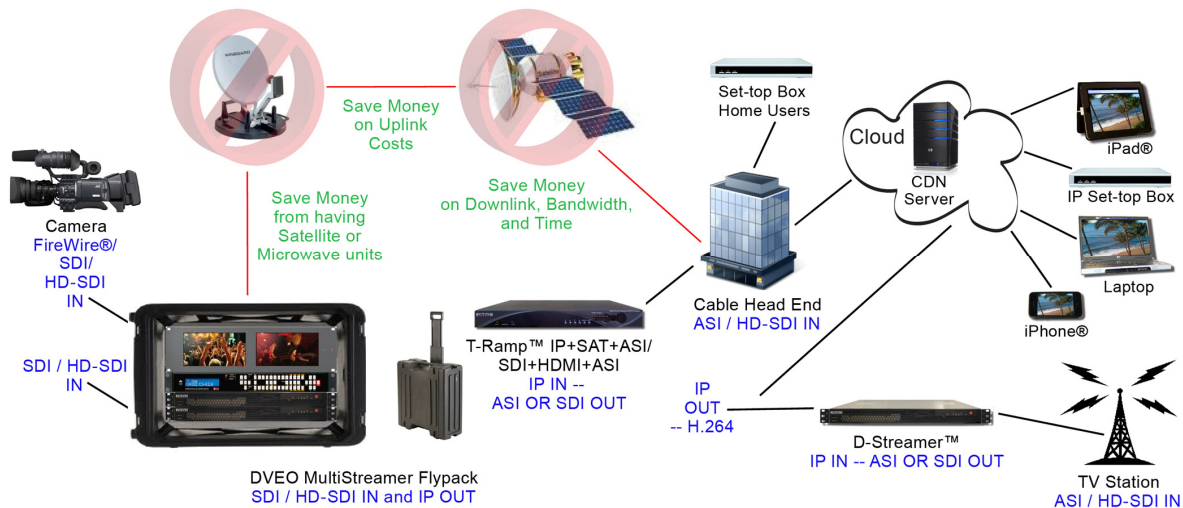 Save Money
on Uplink
Costs
Save Money
from having
Satellite or
Microwave units
Save Money
on Downlink, Bandwidth,
and Time
Set-top Box
Home Users
Cloud
CDN
Server
iPad®
IP Set-top Box
Laptop
iPhone®
Camera
FireWire®/
SDI/
HD-SDI
IN
SDI / HD-SDI
IN
DVEO MultiStreamer Flypack
SDI / HD-SDI IN and IP OUT
T-Ramp™ IP+SAT+ASI/
SDI+HDMI+ASI
IP IN --
ASI OR SDI OUT
Cable Head End
ASI / HD-SDI IN
IP
OUT
-- H.264
D-Streamer™
IP IN -- ASI OR SDI OUT
TV Station
ASI / HD-SDI IN